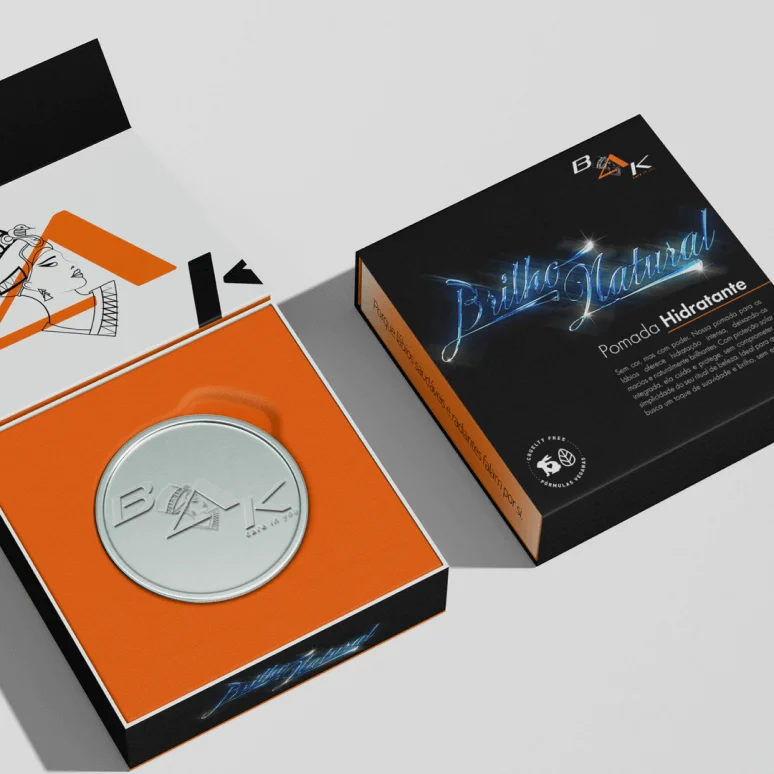 BAK
Brilho Natural
Pomada Hidratante
Sem cor, mas com poder. Nossa pomada para os
lábios oferece hidratação intensa, deixando-os
macios e naturalmente brilhantes. Com proteção solar
integrada, ela cuida e protege, sem comprometer
simplicidade do seu ritual de beleza. Ideal para
busca um toque de suavidade e brilho, sem
CRUELTY FREE
FÓRMULAS VEGANAS
Porque lábios saudáveis e radiantes falam por si
BAK
care in you
Brilho Natural